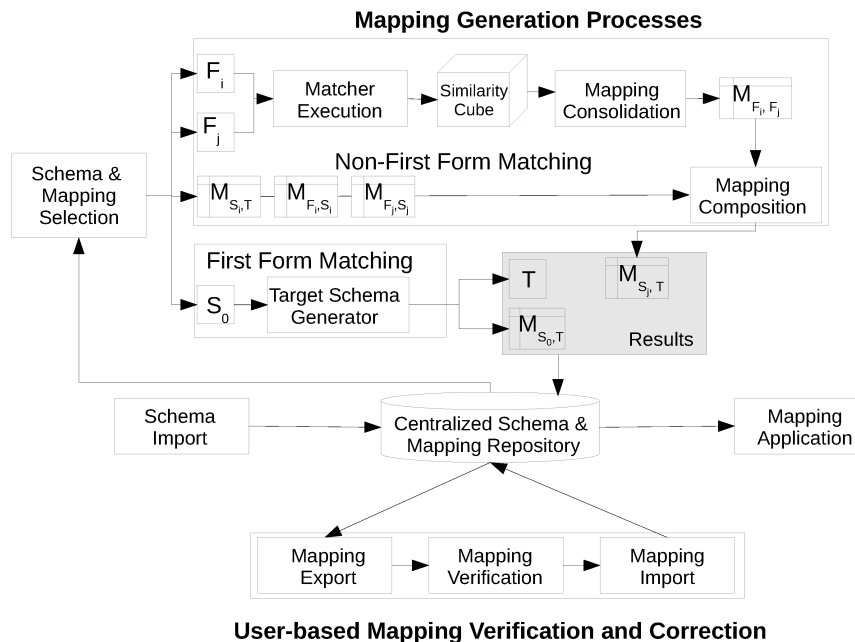 Mapping Generation Processes
F_i
Matcher
Execution
Similarity
Cube
Mapping
Consolidation
M_{F_i, F_j}
F_j
Non-First Form Matching
Schema &
Mapping
Selection
M_{S_i,T}
M_{F_i,S_i}
M_{F_j,S_j}
Mapping
Composition
First Form Matching
S_0
Target Schema
Generator
T
M_{S_j, T}
M_{S_0,T}
Results
Schema
Import
Centralized Schema &
Mapping Repository
Mapping
Application
Mapping
Export
Mapping
Verification
Mapping
Import
User-based Mapping Verification and Correction